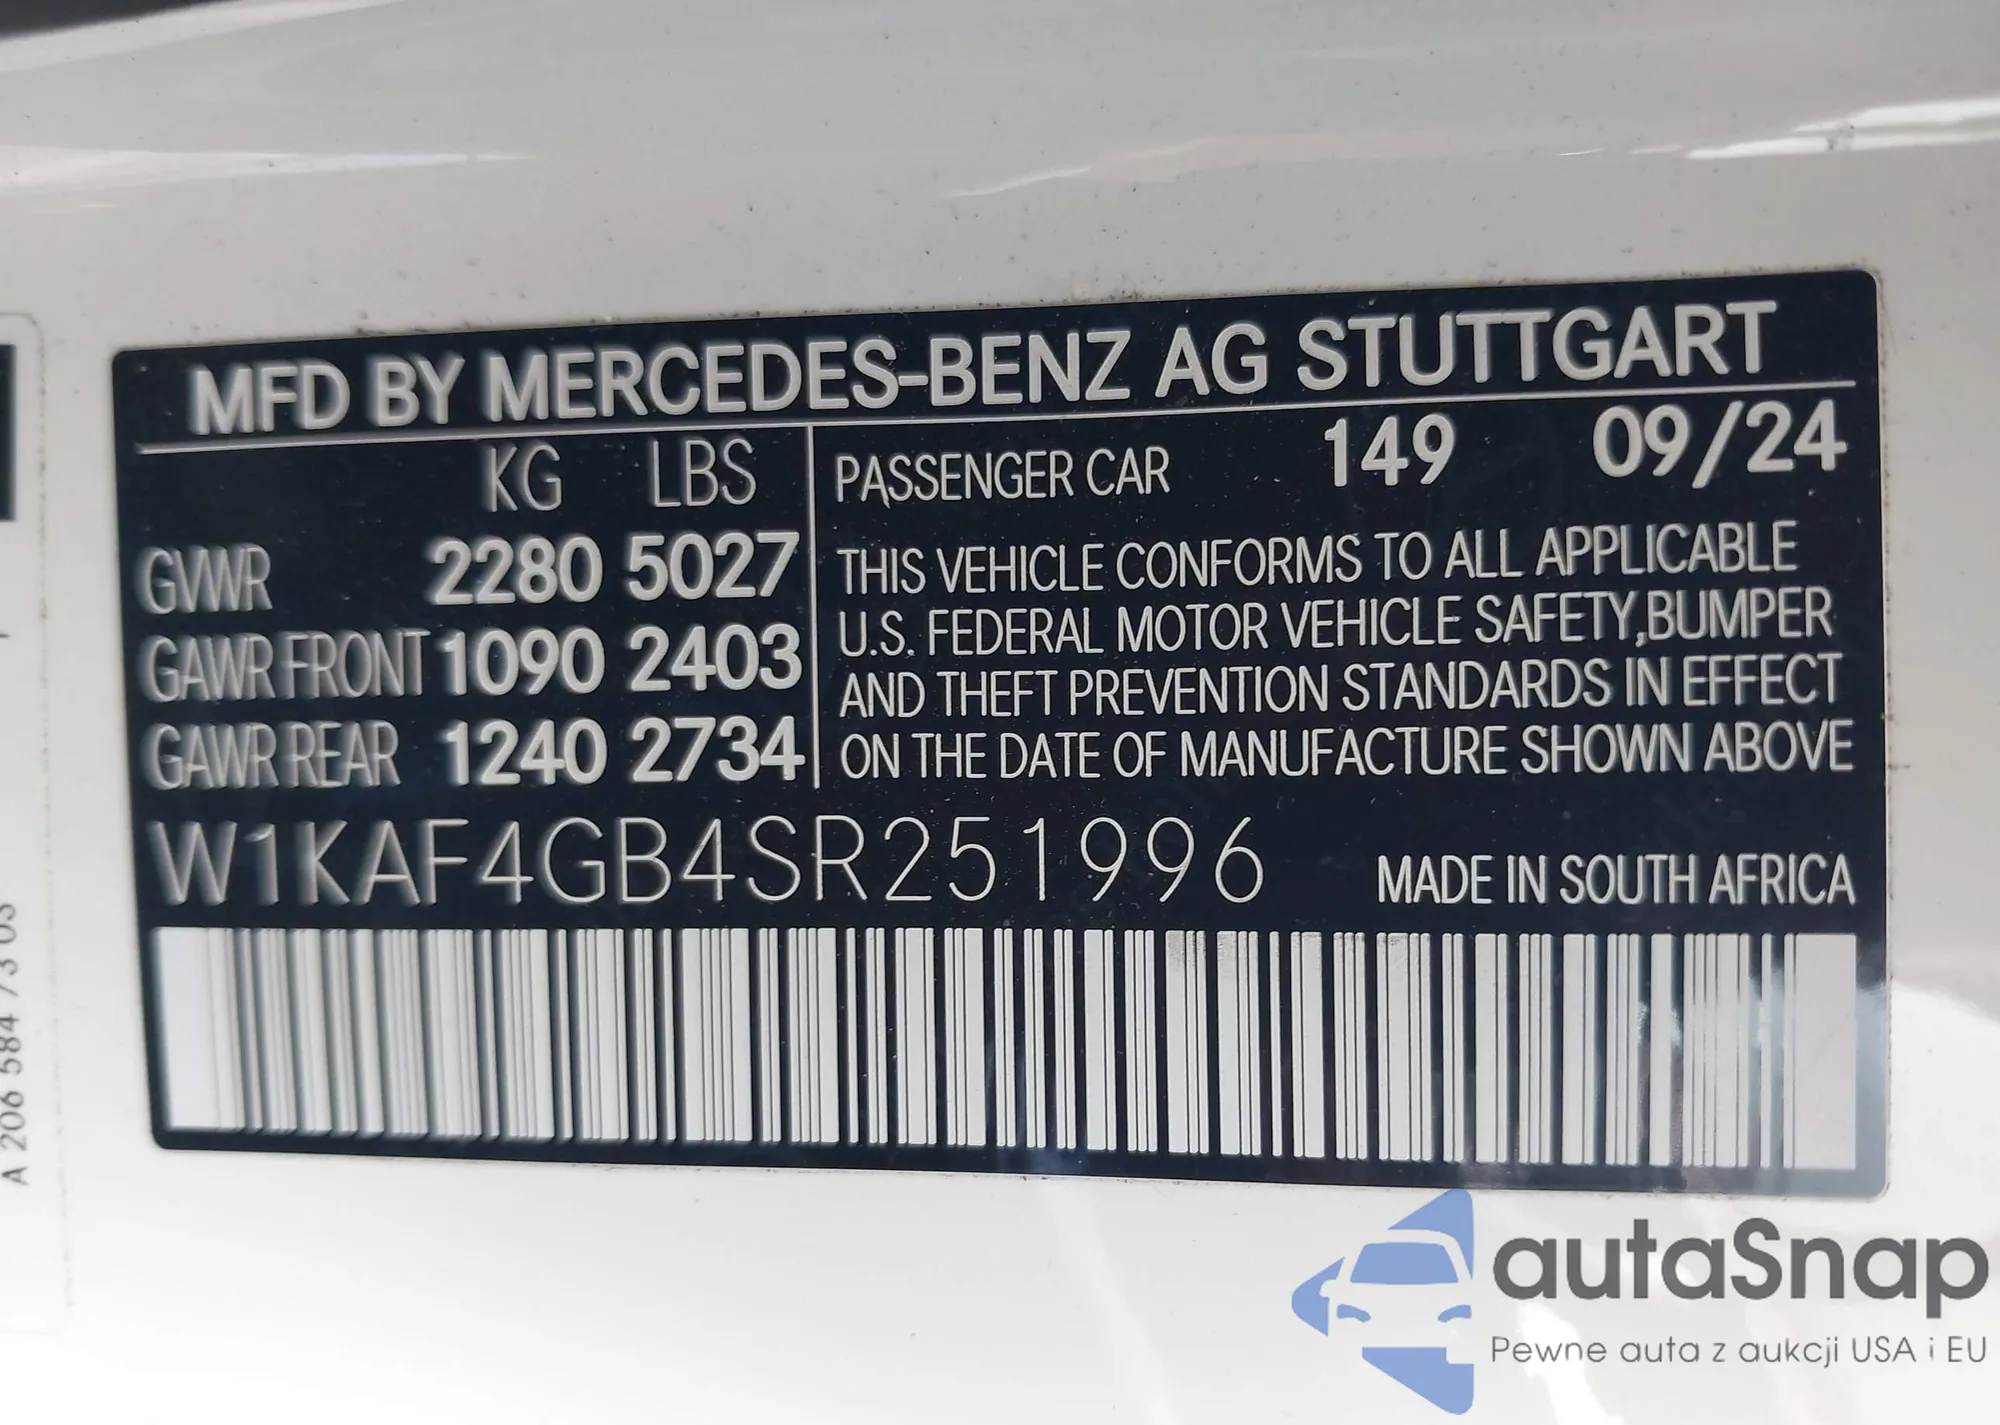 MFD BY MERCEDES-BENZ AG STUTTGART
KG LBS
GVWR 2280 5027
GAWR FRONT 1090 2403
GAWR REAR 1240 2734
PASSENGER CAR 149 09/24
THIS VEHICLE CONFORMS TO ALL APPLICABLE
U.S. FEDERAL MOTOR VEHICLE SAFETY,BUMPER
AND THEFT PREVENTION STANDARDS IN EFFECT
ON THE DATE OF MANUFACTURE SHOWN ABOVE
W1KAF4GB4SR251996
MADE IN SOUTH AFRICA
A 206 584 73 03
autaSnap
Pewne auta z aukcji USA i EU